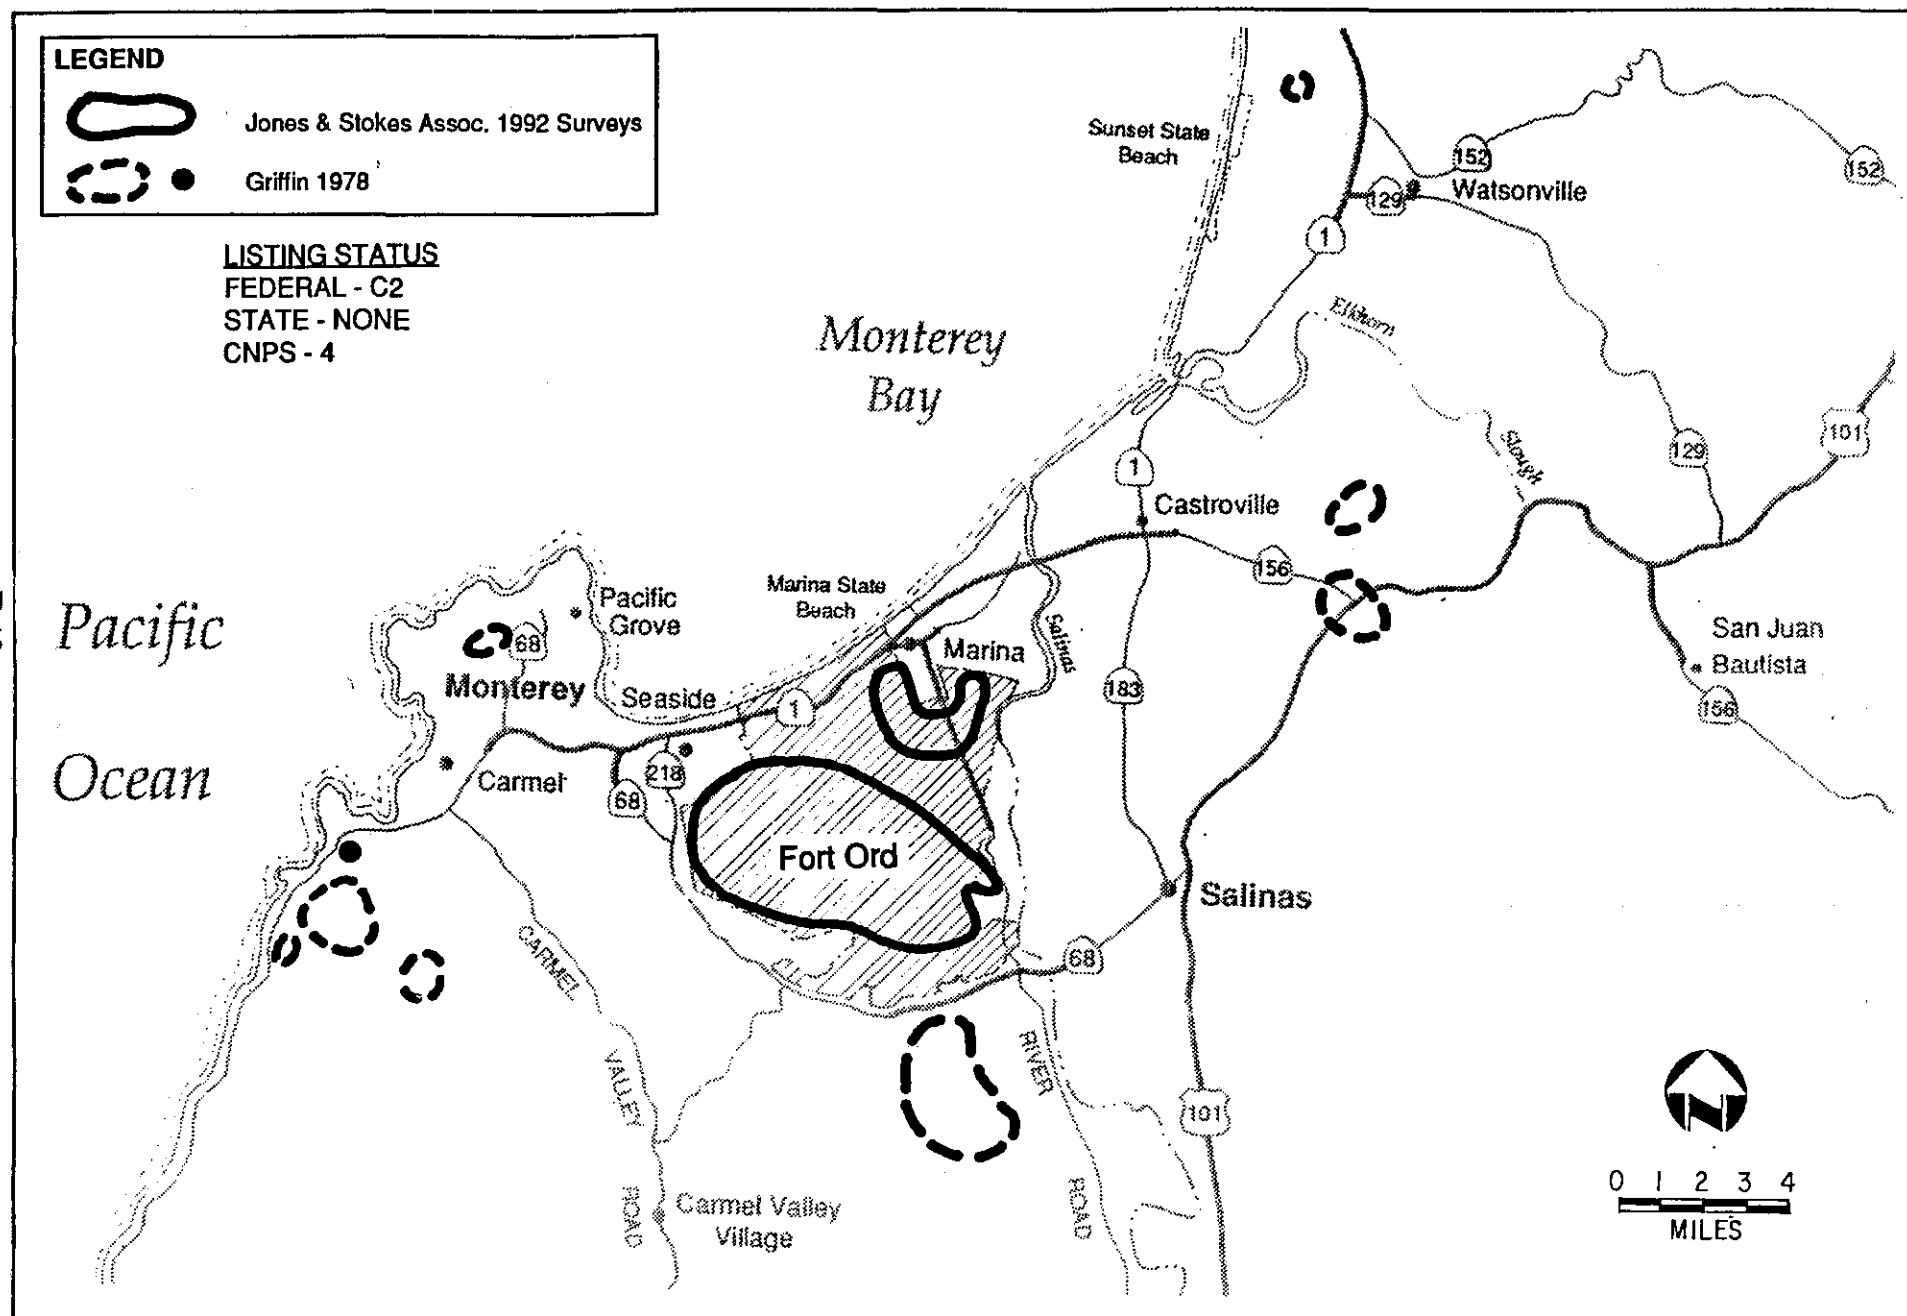 LEGEND
Jones & Stokes Assoc. 1992 Surveys
Griffin 1978
LISTING STATUS
FEDERAL - C2
STATE - NONE
CNPS - 4
Sunset State
Beach
152
152
129
Watsonville
1
Elkhorn
Slough
Monterey
Bay
101
129
1
Castroville
156
Marina State
Beach
Pacific
Grove
Pacific
Ocean
68
Monterey
Seaside
Marina
Salinas
1
183
San Juan
Bautista
156
Carmel
218
68
Fort Ord
Salinas
68
CARMEL
VALLEY
ROAD
RIVER
ROAD
101
Carmel Valley
Village
N
0 1 2 3 4
MILES